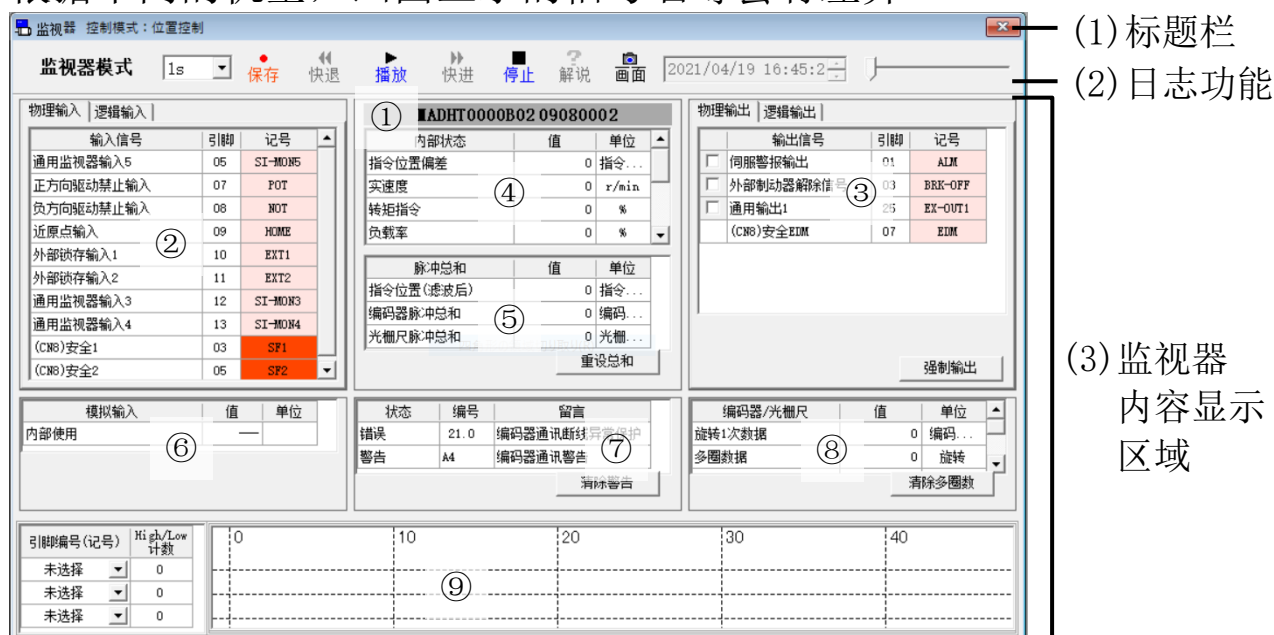 监视器 控制模式：位置控制
(1)标题栏
监视器模式 1s 保存 快退 播放 快进 停止 解说 画面 2021/04/19 16:45:2
(2)日志功能
物理输入 逻辑输入
输入信号 引脚 记号
通用监视器输入5 05 SI-MON5
正方向驱动禁止输入 07 POT
负方向驱动禁止输入 08 NOT
近原点输入 09 HOME
外部锁存输入1 10 EXT1
外部锁存输入2 11 EXT2
通用监视器输入3 12 SI-MON3
通用监视器输入4 13 SI-MON4
(CN8)安全1 03 SF1
(CN8)安全2 05 SF2
②
① MADHT0000B02 09080002
内部状态 值 单位
指令位置偏差 0 指令...
实速度 0 r/min
转矩指令 0 %
负载率 0 %
④
脉冲总和 值 单位
指令位置(滤波后) 0 指令...
编码器脉冲总和 0 编码...
光栅尺脉冲总和 0 光栅...
⑤
重设总和
物理输出 逻辑输出
输出信号 引脚 记号
伺服警报输出 01 ALM
外部制动器解除信号 03 BRK-OFF
通用输出1 25 EX-OUT1
(CN8)安全EDM 07 EDM
③
强制输出
(3)监视器
内容显示
区域
模拟输入 值 单位
内部使用 —
⑥
状态 编号 留言
错误 21.0 编码器通讯断线异常保护
警告 A4 编码器通讯警告
⑦
清除警告
编码器/光栅尺 值 单位
旋转1次数据 0 编码...
多圈数据 0 旋转
⑧
清除多圈数
引脚编号(记号) High/Low
计数
未选择 0
未选择 0
未选择 0
0 10 20 30 40
⑨